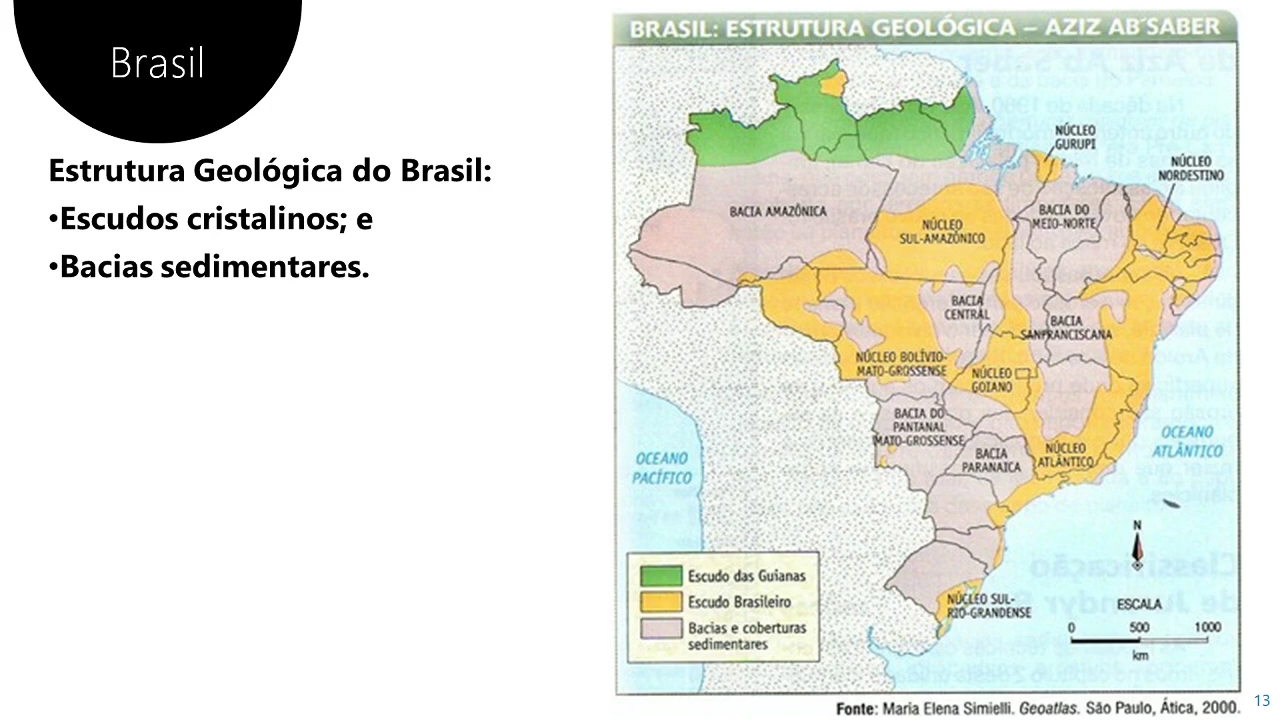 Brasil
Estrutura Geológica do Brasil:
•Escudos cristalinos; e
•Bacias sedimentares.
BRASIL: ESTRUTURA GEOLÓGICA – AZIZ AB´SABER
NÚCLEO
GURUPI
NÚCLEO
NORDESTINO
BACIA AMAZÔNICA
BACIA DO
MEIO-NORTE
NÚCLEO
SUL-AMAZÔNICO
BACIA
CENTRAL
BACIA
SANFRANCISCANA
NÚCLEO BOLÍVIO-
MATO-GROSSENSE
NÚCLEO
GOIANO
BACIA DO
PANTANAL
MATO-GROSSENSE
BACIA
PARANAICA
NÚCLEO
ATLÂNTICO
OCEANO
PACÍFICO
OCEANO
ATLÂNTICO
N
NÚCLEO SUL-
RIO-GRANDENSE
Escudo das Guianas
Escudo Brasileiro
Bacias e coberturas
sedimentares
ESCALA
0 500 1000
km
Fonte: Maria Elena Simielli. Geoatlas. São Paulo, Ática, 2000.
13